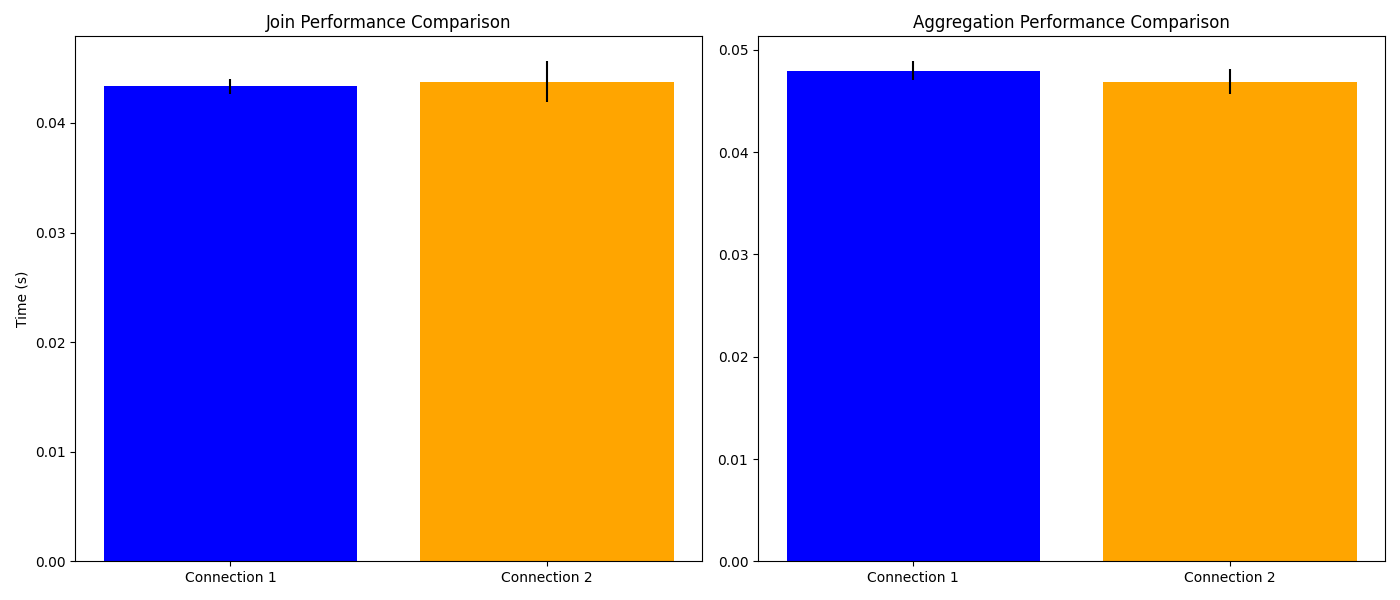 Join Performance Comparison
Time (s)
0.04
0.03
0.02
0.01
0.00
Connection 1
Connection 2
Aggregation Performance Comparison
0.05
0.04
0.03
0.02
0.01
0.00
Connection 1
Connection 2